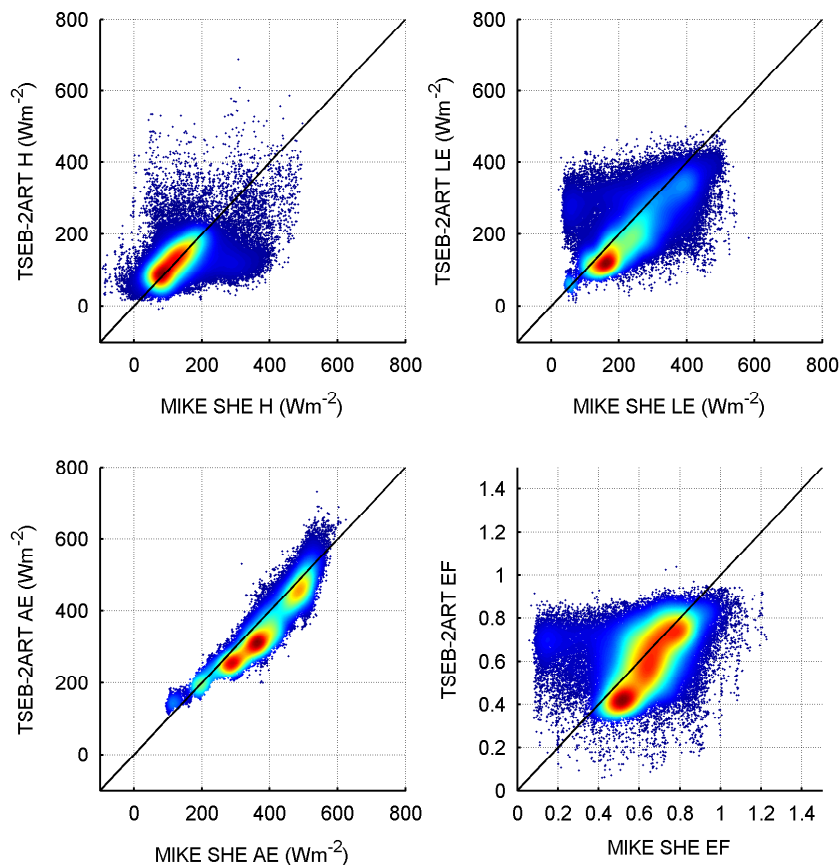 800
600
400
200
0
0 200 400 600 800
TSEB-2ART H (Wm-2)
MIKE SHE H (Wm-2)
800
600
400
200
0
0 200 400 600 800
TSEB-2ART LE (Wm-2)
MIKE SHE LE (Wm-2)
800
600
400
200
0
0 200 400 600 800
TSEB-2ART AE (Wm-2)
MIKE SHE AE (Wm-2)
1.4
1.2
1
0.8
0.6
0.4
0.2
0
0 0.2 0.4 0.6 0.8 1 1.2 1.4
TSEB-2ART EF
MIKE SHE EF